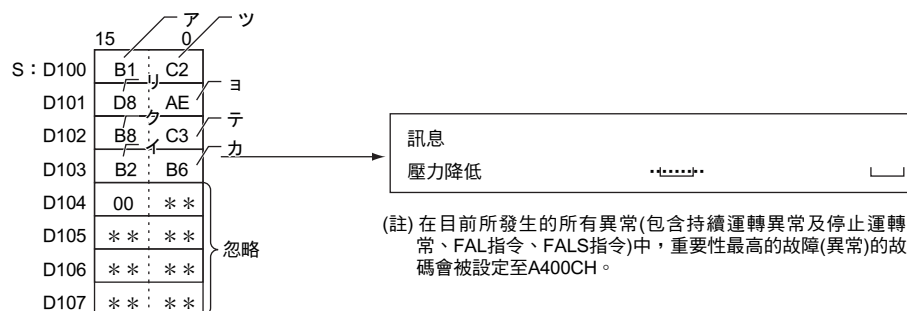 ア ツ
15 0
S：D100 B1 C2
リ ョ
D101 D8 AE
ク テ
D102 B8 C3
イ カ
D103 B2 B6
D104 00 ＊＊
D105 ＊＊ ＊＊
D106 ＊＊ ＊＊
D107 ＊＊ ＊＊
忽略
訊息
壓力降低
(註) 在目前所發生的所有異常(包含持續運轉異常及停止運轉
常、FAL指令、FALS指令)中，重要性最高的故障(異常)的故
碼會被設定至A400CH。